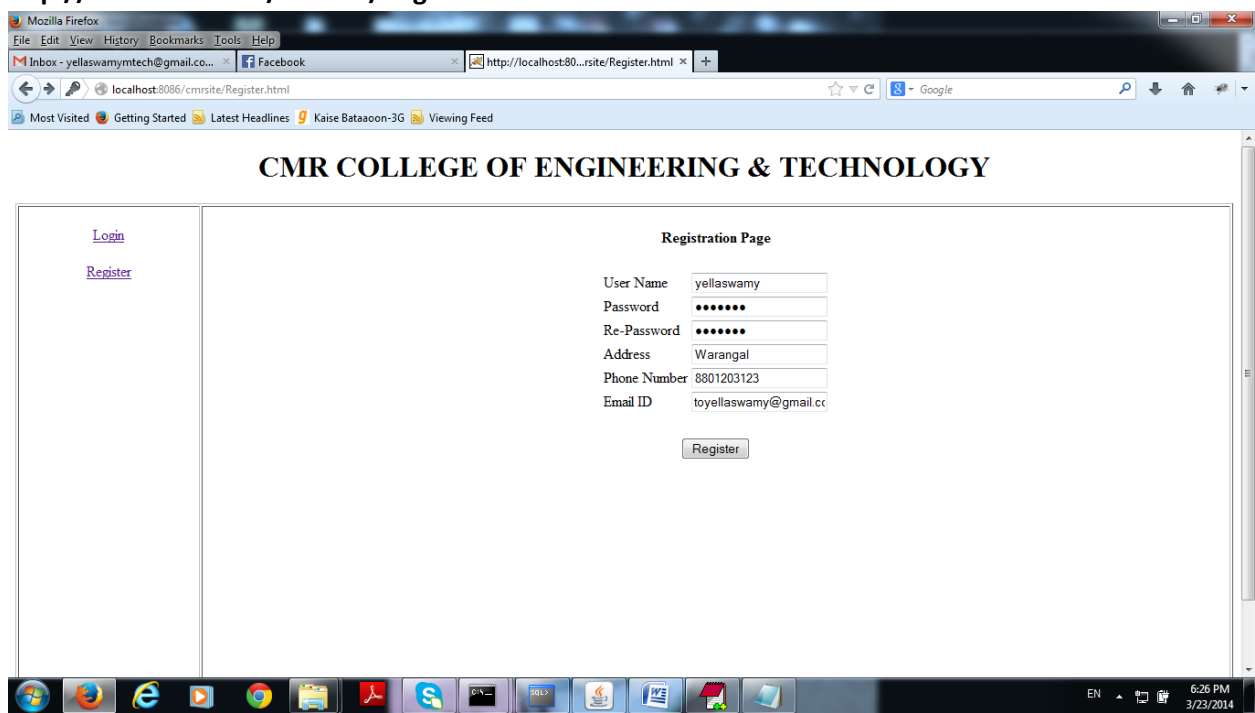 Mozilla Firefox
File Edit View History Bookmarks Tools Help
Inbox - yellaswamymtech@gmail.co... × Facebook × http://localhost:80...rsite/Register.html × +
localhost:8086/cmrsite/Register.html 8 Google
Most Visited Getting Started Latest Headlines g Kaise Bataaoon-3G Viewing Feed
CMR COLLEGE OF ENGINEERING & TECHNOLOGY
Login
Register
Registration Page
User Name yellaswamy
Password •••••••
Re-Password •••••••
Address Warangal
Phone Number 8801203123
Email ID toyellaswamy@gmail.cc
Register
EN 6:26 PM
3/23/2014